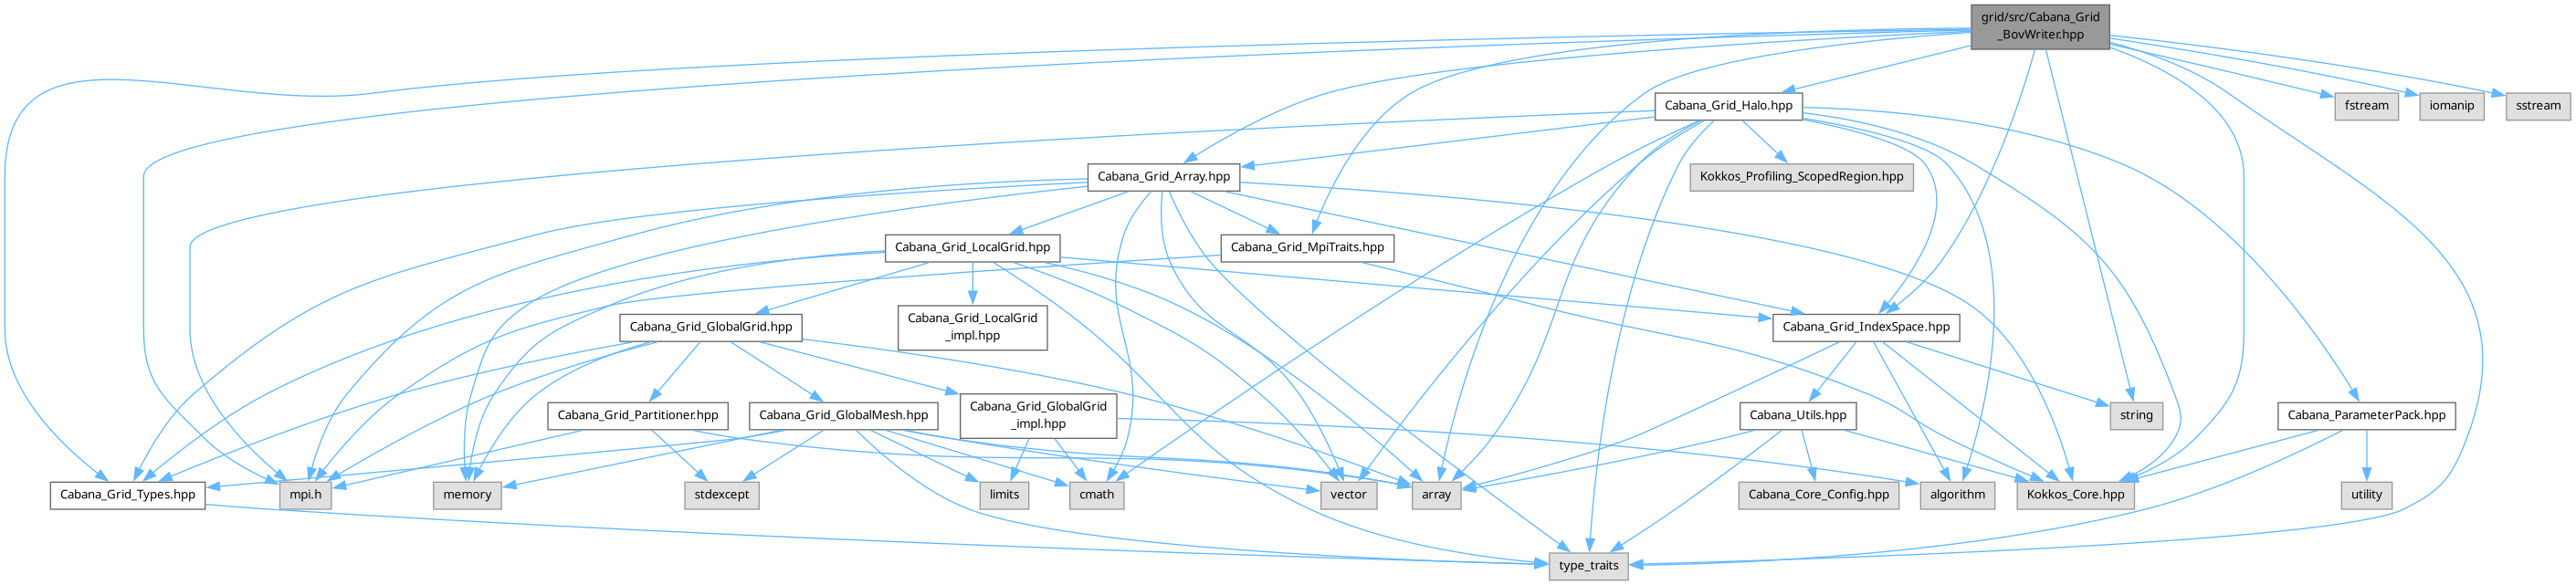 grid/src/Cabana_Grid
_BovWriter.hpp
Cabana_Grid_Halo.hpp
fstream
iomanip
sstream
Cabana_Grid_Array.hpp
Kokkos_Profiling_ScopedRegion.hpp
Cabana_Grid_LocalGrid.hpp
Cabana_Grid_MpiTraits.hpp
Cabana_Grid_GlobalGrid.hpp
Cabana_Grid_LocalGrid
_impl.hpp
Cabana_Grid_IndexSpace.hpp
Cabana_Grid_Partitioner.hpp
Cabana_Grid_GlobalMesh.hpp
Cabana_Grid_GlobalGrid
_impl.hpp
Cabana_Utils.hpp
string
Cabana_ParameterPack.hpp
Cabana_Grid_Types.hpp
mpi.h
memory
stdexcept
limits
cmath
vector
array
Cabana_Core_Config.hpp
algorithm
Kokkos_Core.hpp
utility
type_traits